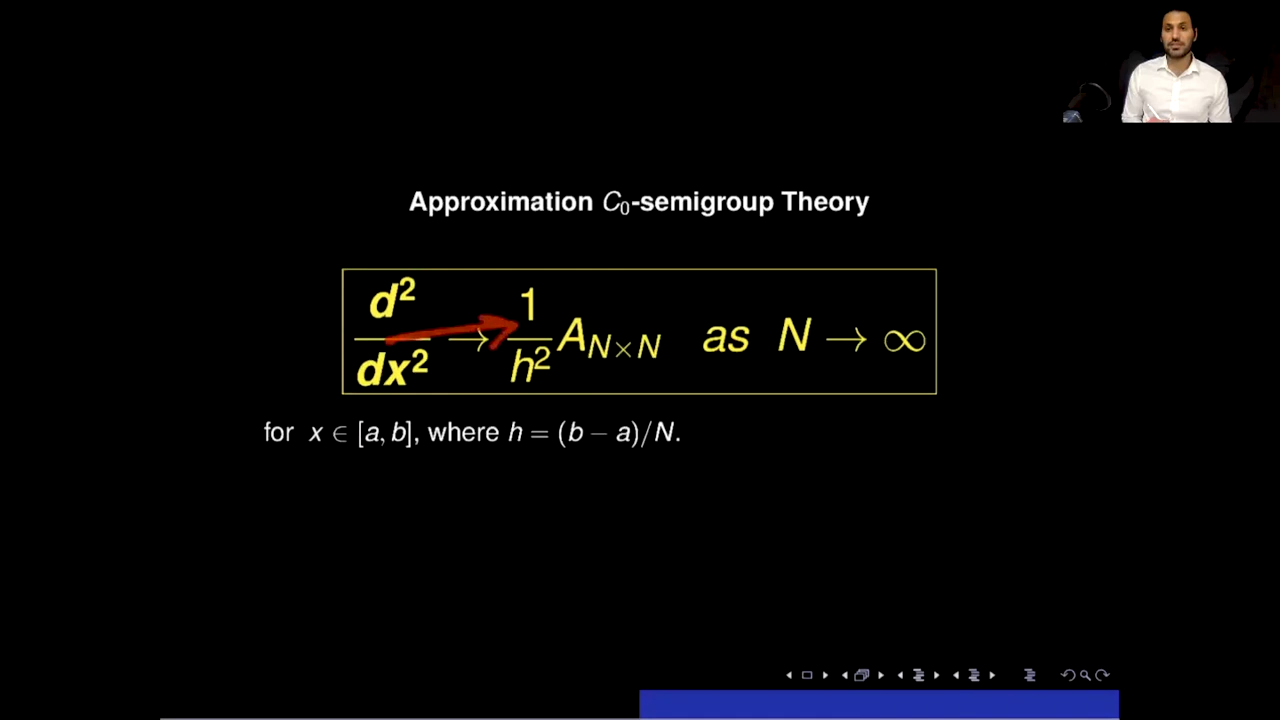 Approximation C₀-semigroup Theory
d²/dx² → 1/h² A_{N×N} as N → ∞
for x ∈ [a, b], where h = (b − a)/N.